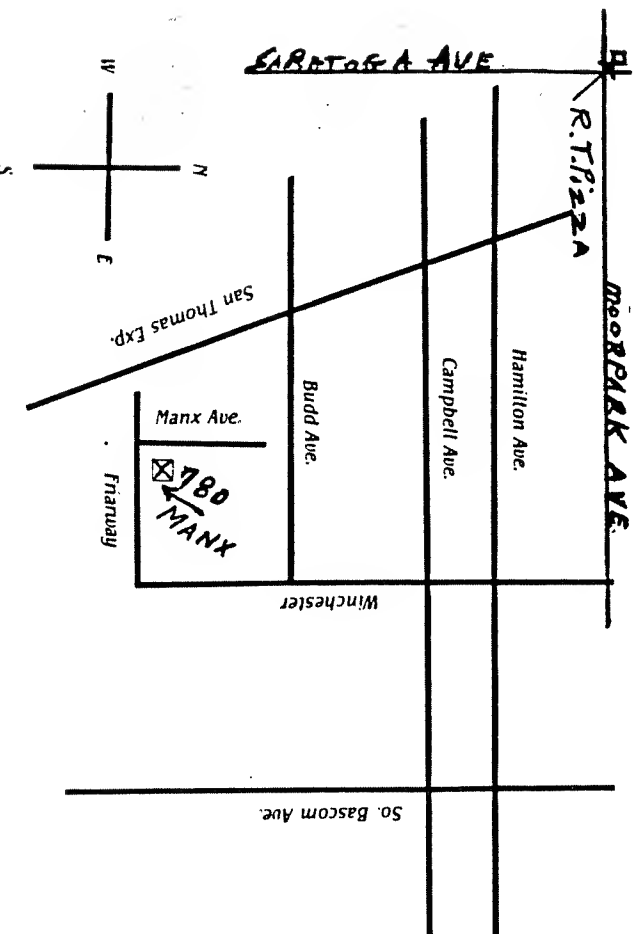 SARATOGA AVE
R.T.PizzA
MOORPARK AVE.
W
N
S
E
San Thomas Exp.
Hamilton Ave.
Campbell Ave.
Budd Ave.
Manx Ave.
780
MANX
Friarway
Winchester
So. Bascom Ave.